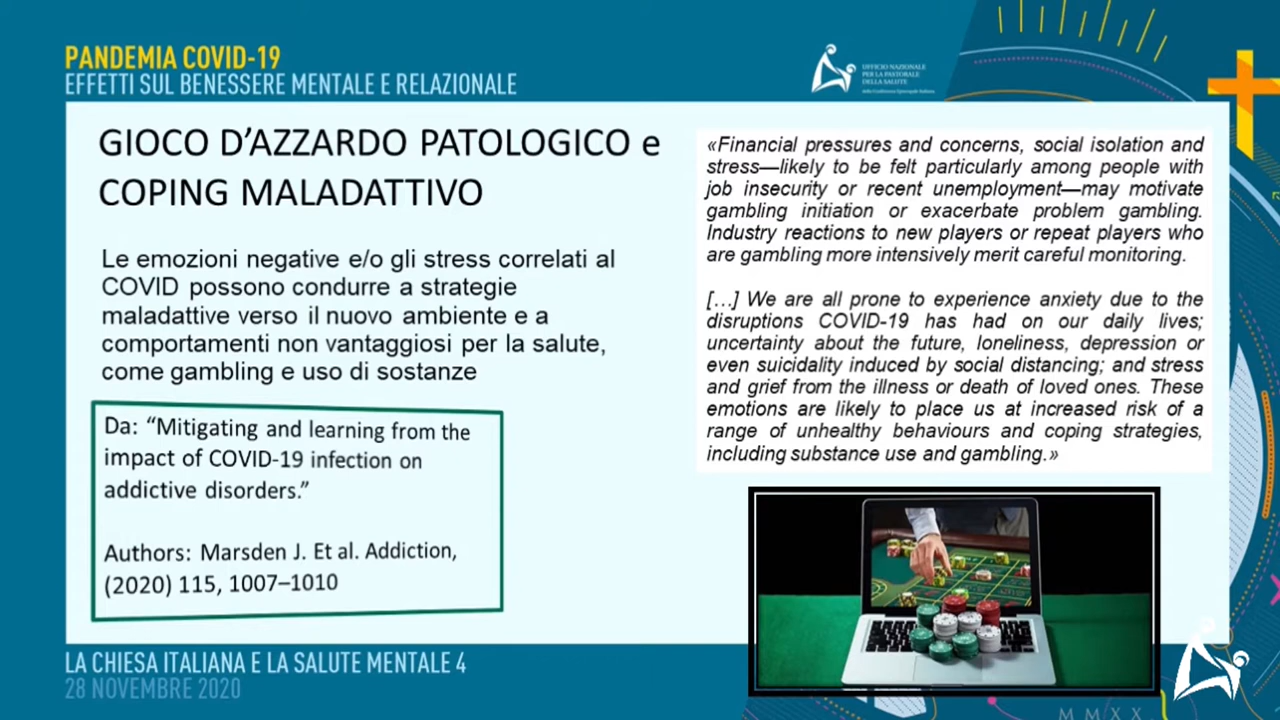 PANDEMIA COVID-19
EFFETTI SUL BENESSERE MENTALE E RELAZIONALE
UFFICIO NAZIONALE
PER LA PASTORALE
DELLA SALUTE
della Conferenza Episcopale Italiana
GIOCO D'AZZARDO PATOLOGICO e
COPING MALADATTIVO
Le emozioni negative e/o gli stress correlati al
COVID possono condurre a strategie
maladattive verso il nuovo ambiente e a
comportamenti non vantaggiosi per la salute,
come gambling e uso di sostanze
Da: “Mitigating and learning from the
impact of COVID-19 infection on
addictive disorders.”
Authors: Marsden J. Et al. Addiction,
(2020) 115, 1007–1010
«Financial pressures and concerns, social isolation and
stress—likely to be felt particularly among people with
job insecurity or recent unemployment—may motivate
gambling initiation or exacerbate problem gambling.
Industry reactions to new players or repeat players who
are gambling more intensively merit careful monitoring.
[…] We are all prone to experience anxiety due to the
disruptions COVID-19 has had on our daily lives;
uncertainty about the future, loneliness, depression or
even suicidality induced by social distancing; and stress
and grief from the illness or death of loved ones. These
emotions are likely to place us at increased risk of a
range of unhealthy behaviours and coping strategies,
including substance use and gambling.»
LA CHIESA ITALIANA E LA SALUTE MENTALE 4
28 NOVEMBRE 2020
MMXX